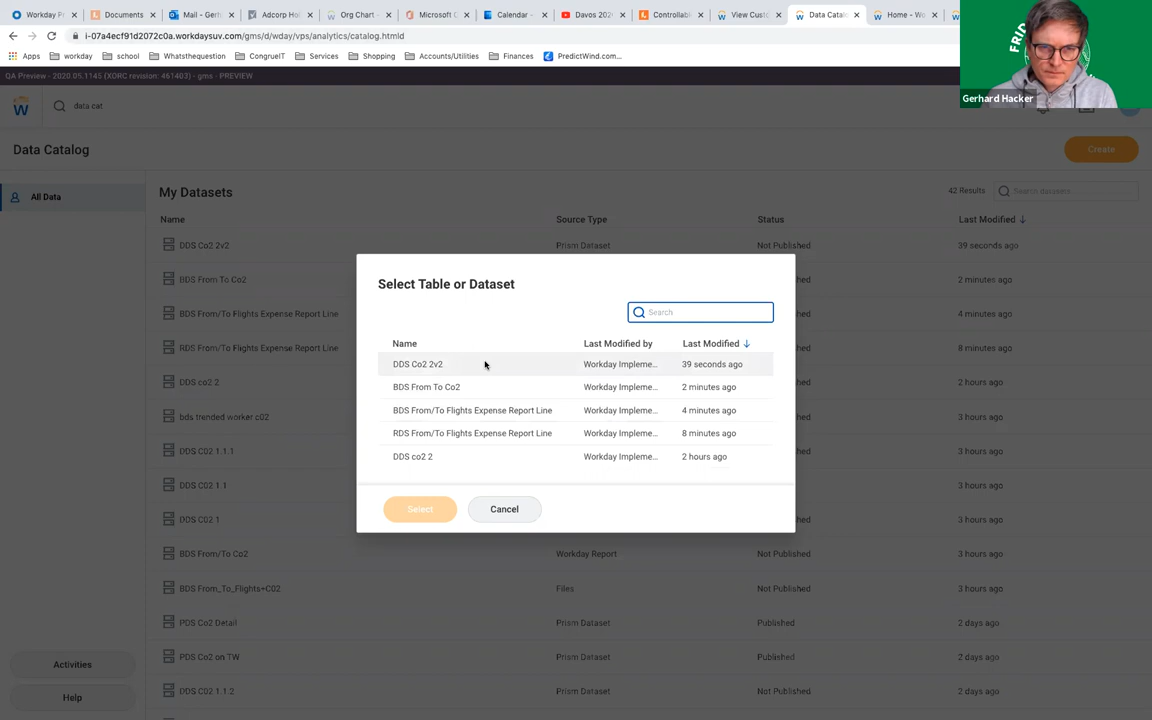 Workday Pr
Documents
Mail - Gerh
Adcorp Hol
Org Chart -
Microsoft C
Calendar -
Davos 202
Controllabl
View Custo
Data Catal
Home - Wo
i-07a4ecf91d2072c0a.workdaysuv.com/gms/d/wday/vps/analytics/catalog.htmld
Apps
workday
school
Whatsthequestion
CongrueIT
Services
Shopping
Accounts/Utilities
Finances
PredictWind.com...
QA Preview - 2020.05.1145 (XORC revision: 461403) - gms - PREVIEW
Gerhard Hacker
data cat
Data Catalog
Create
All Data
My Datasets
42 Results
Search datasets...
Name
Source Type
Status
Last Modified
DDS Co2 2v2
Prism Dataset
Not Published
39 seconds ago
BDS From To Co2
2 minutes ago
BDS From/To Flights Expense Report Line
4 minutes ago
RDS From/To Flights Expense Report Line
8 minutes ago
DDS co2 2
2 hours ago
bds trended worker c02
3 hours ago
DDS C02 1.1.1
3 hours ago
DDS C02 1.1
3 hours ago
DDS C02 1
3 hours ago
BDS From/To Co2
Workday Report
Not Published
3 hours ago
BDS From_To_Flights+C02
Files
Not Published
3 hours ago
PDS Co2 Detail
Prism Dataset
Published
2 days ago
PDS Co2 on TW
Prism Dataset
Published
2 days ago
DDS C02 1.1.2
Prism Dataset
Not Published
2 days ago
Activities
Help
Select Table or Dataset
Search
Name
Last Modified by
Last Modified
DDS Co2 2v2
Workday Impleme...
39 seconds ago
BDS From To Co2
Workday Impleme...
2 minutes ago
BDS From/To Flights Expense Report Line
Workday Impleme...
4 minutes ago
RDS From/To Flights Expense Report Line
Workday Impleme...
8 minutes ago
DDS co2 2
Workday Impleme...
2 hours ago
Select
Cancel